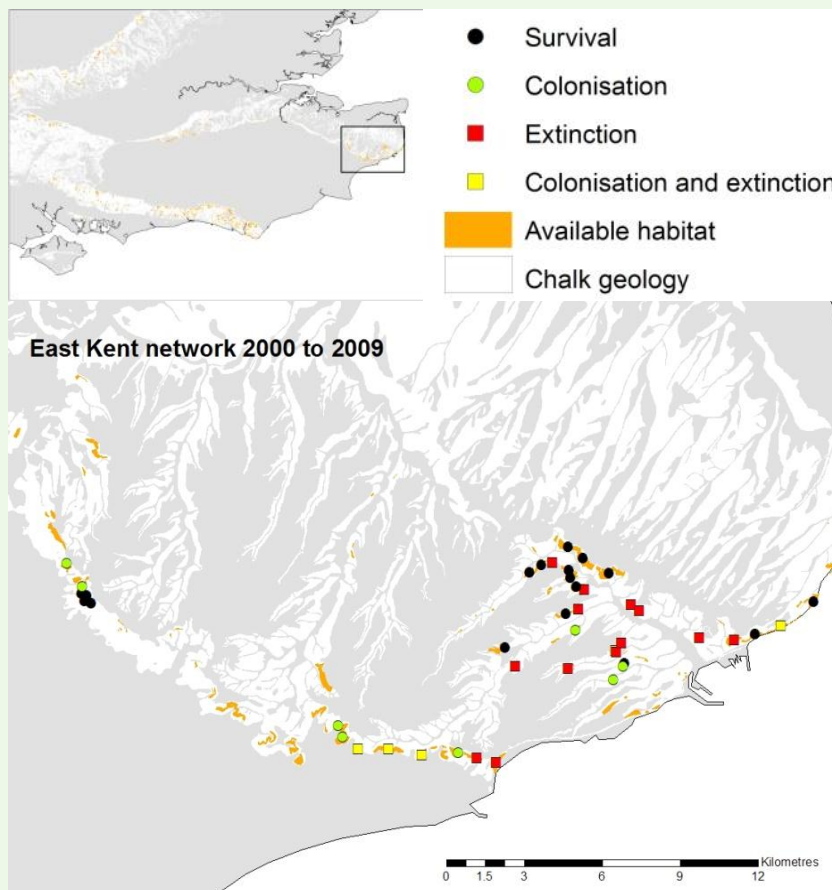 Survival
Colonisation
Extinction
Colonisation and extinction
Available habitat
Chalk geology
East Kent network 2000 to 2009
Kilometres
0 1.5 3 6 9 12